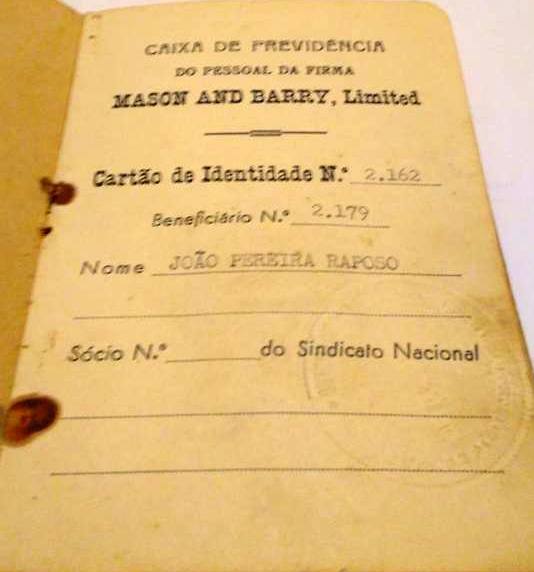 CAIXA DE PREVIDÊNCIA
DO PESSOAL DA FIRMA
MASON AND BARRY, Limited
Cartão de Identidade N.º 2.162
Beneficiário N.º 2.179
Nome JOÃO PEREIRA RAPOSO
Sócio N.º do Sindicato Nacional